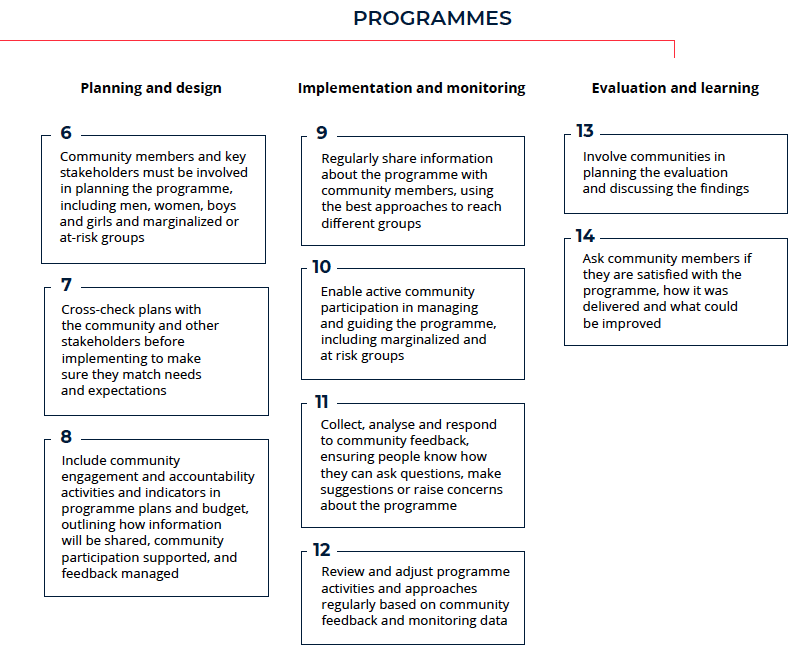 PROGRAMMES
Planning and design
6
Community members and key
stakeholders must be involved
in planning the programme,
including men, women, boys
and girls and marginalized or
at-risk groups
7
Cross-check plans with
the community and other
stakeholders before
implementing to make
sure they match needs
and expectations
8
Include community
engagement and accountability
activities and indicators in
programme plans and budget,
outlining how information
will be shared, community
participation supported, and
feedback managed
Implementation and monitoring
9
Regularly share information
about the programme with
community members, using
the best approaches to reach
different groups
10
Enable active community
participation in managing
and guiding the programme,
including marginalized and
at risk groups
11
Collect, analyse and respond
to community feedback,
ensuring people know how
they can ask questions, make
suggestions or raise concerns
about the programme
12
Review and adjust programme
activities and approaches
regularly based on community
feedback and monitoring data
Evaluation and learning
13
Involve communities in
planning the evaluation
and discussing the findings
14
Ask community members if
they are satisfied with the
programme, how it was
delivered and what could
be improved